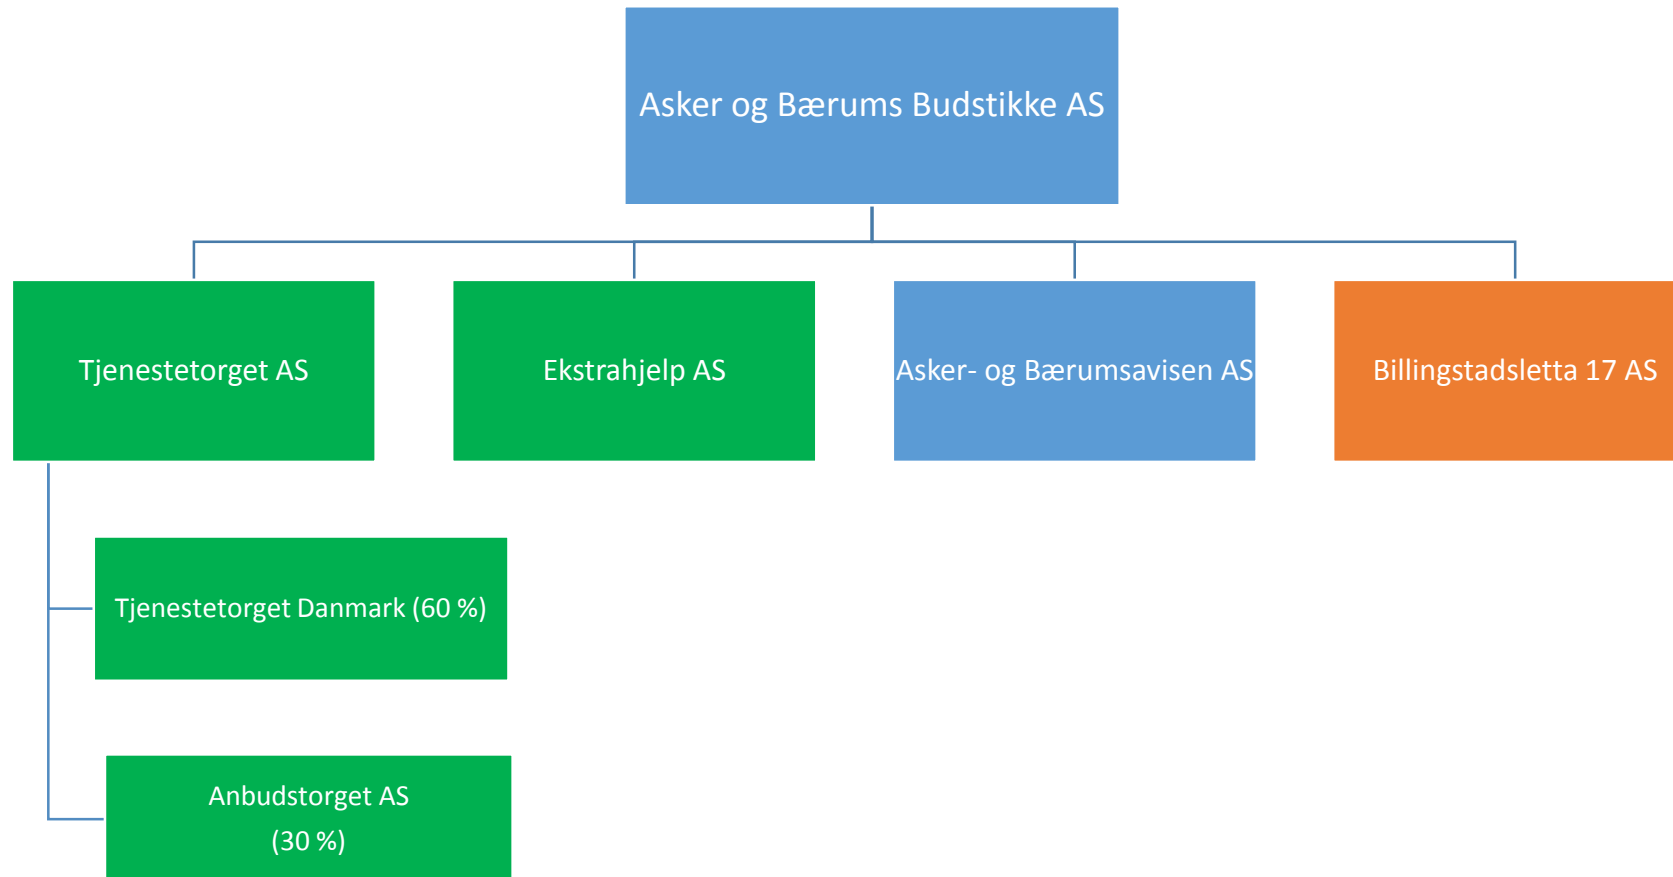 Asker og Bærums Budstikke AS
Tjenestetorget AS
Ekstrahjelp AS
Asker- og Bærumsavisen AS
Billingstadsletta 17 AS
Tjenestetorget Danmark (60 %)
Anbudstorget AS
(30 %)